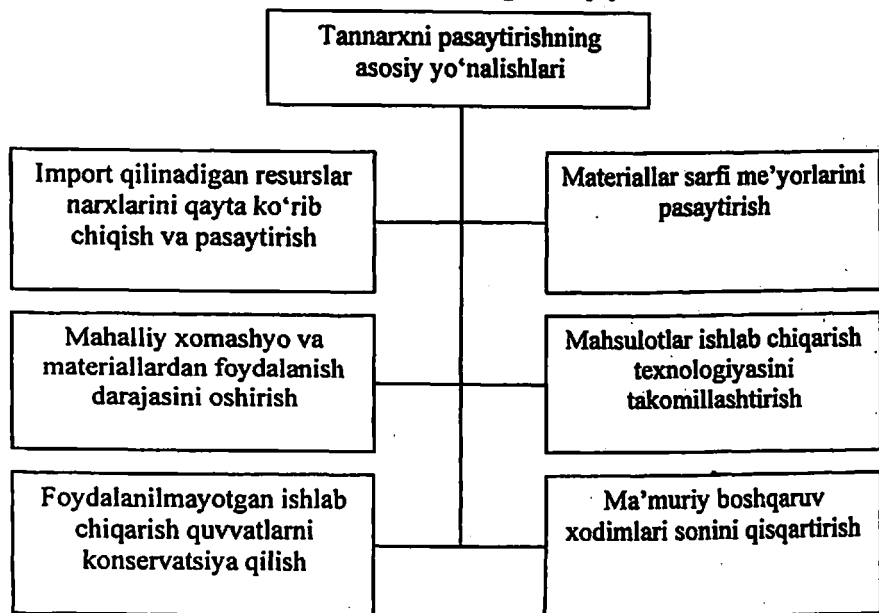 Tannarxni pasaytirishning
asosiy yo‘nalishlari
Import qilinadigan resurslar
narxlarini qayta ko‘rib
chiqish va pasaytirish
Materiallar sarfi me’yorlarini
pasaytirish
Mahalliy xomashyo va
materiallardan foydalanish
darajasini oshirish
Mahsulotlar ishlab chiqarish
texnologiyasini
takomillashtirish
Foydalanilmayotgan ishlab
chiqarish quvvatlarni
konservatsiya qilish
Ma’muriy boshqaruv
xodimlari sonini qisqartirish